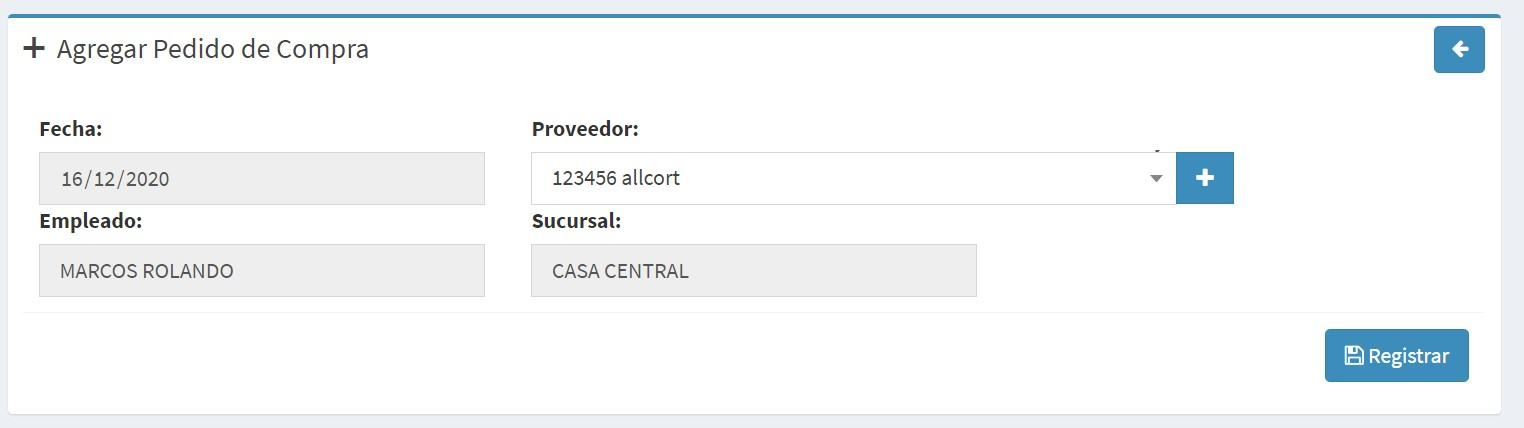 Agregar Pedido de Compra
Fecha: Proveedor:
16/12/2020 123456 allcort
Empleado: Sucursal:
MARCOS ROLANDO CASA CENTRAL
Registrar